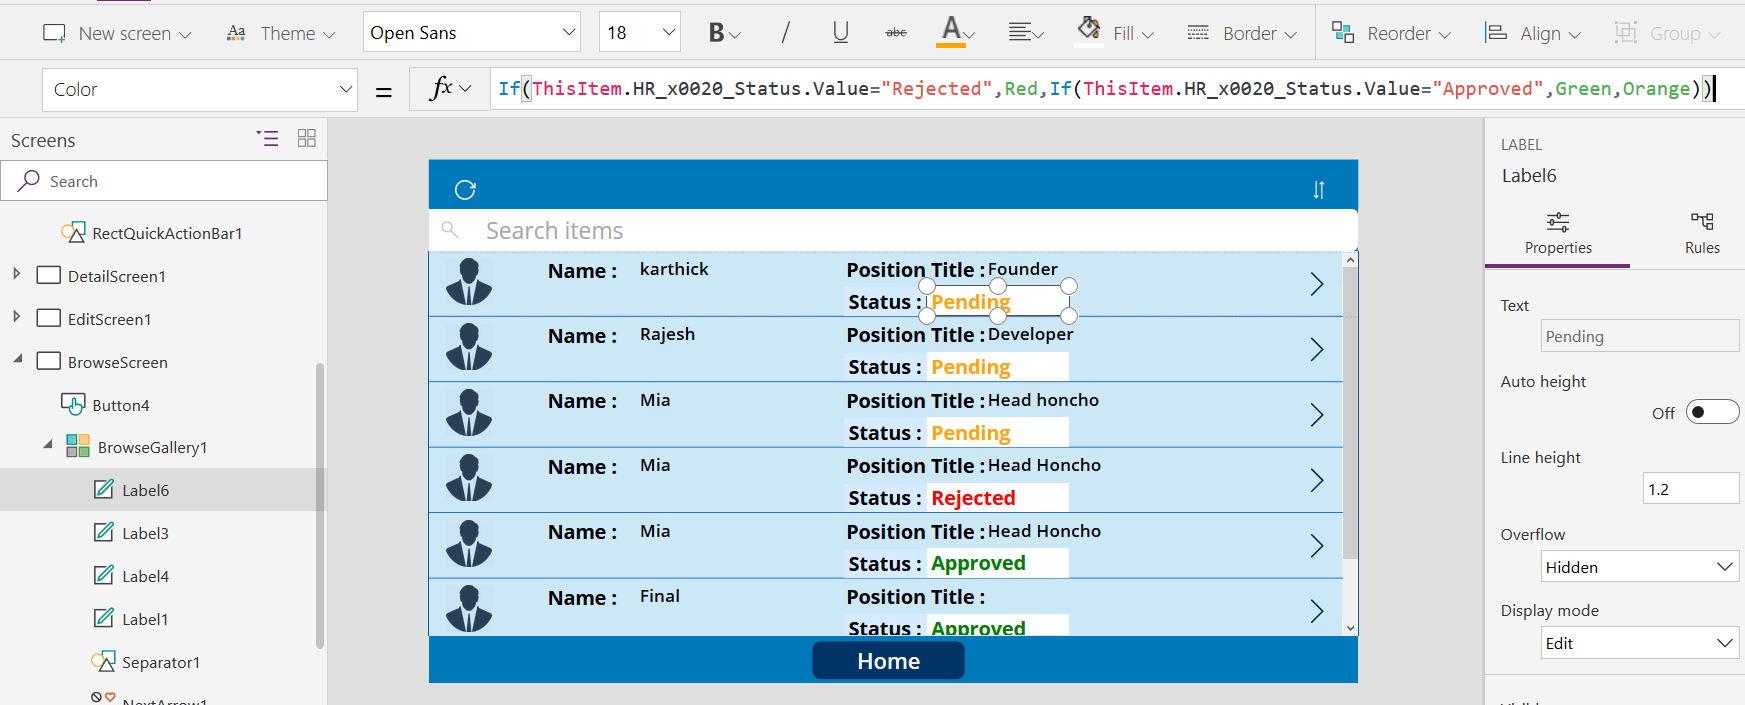 New screen
Theme
Open Sans
18
B
/
U
abc
A
Fill
Border
Reorder
Align
Group
Color
=
fx
If(ThisItem.HR_x0020_Status.Value="Rejected",Red,If(ThisItem.HR_x0020_Status.Value="Approved",Green,Orange))
Screens
Search
RectQuickActionBar1
DetailScreen1
EditScreen1
BrowseScreen
Button4
BrowseGallery1
Label6
Label3
Label4
Label1
Separator1
NextArrow1
Search items
Name : karthick Position Title : Founder
Status : Pending
Name : Rajesh Position Title : Developer
Status : Pending
Name : Mia Position Title : Head honcho
Status : Pending
Name : Mia Position Title : Head Honcho
Status : Rejected
Name : Mia Position Title : Head Honcho
Status : Approved
Name : Final Position Title :
Status : Approved
Home
LABEL
Label6
Properties
Rules
Text
Pending
Auto height
Off
Line height
1.2
Overflow
Hidden
Display mode
Edit